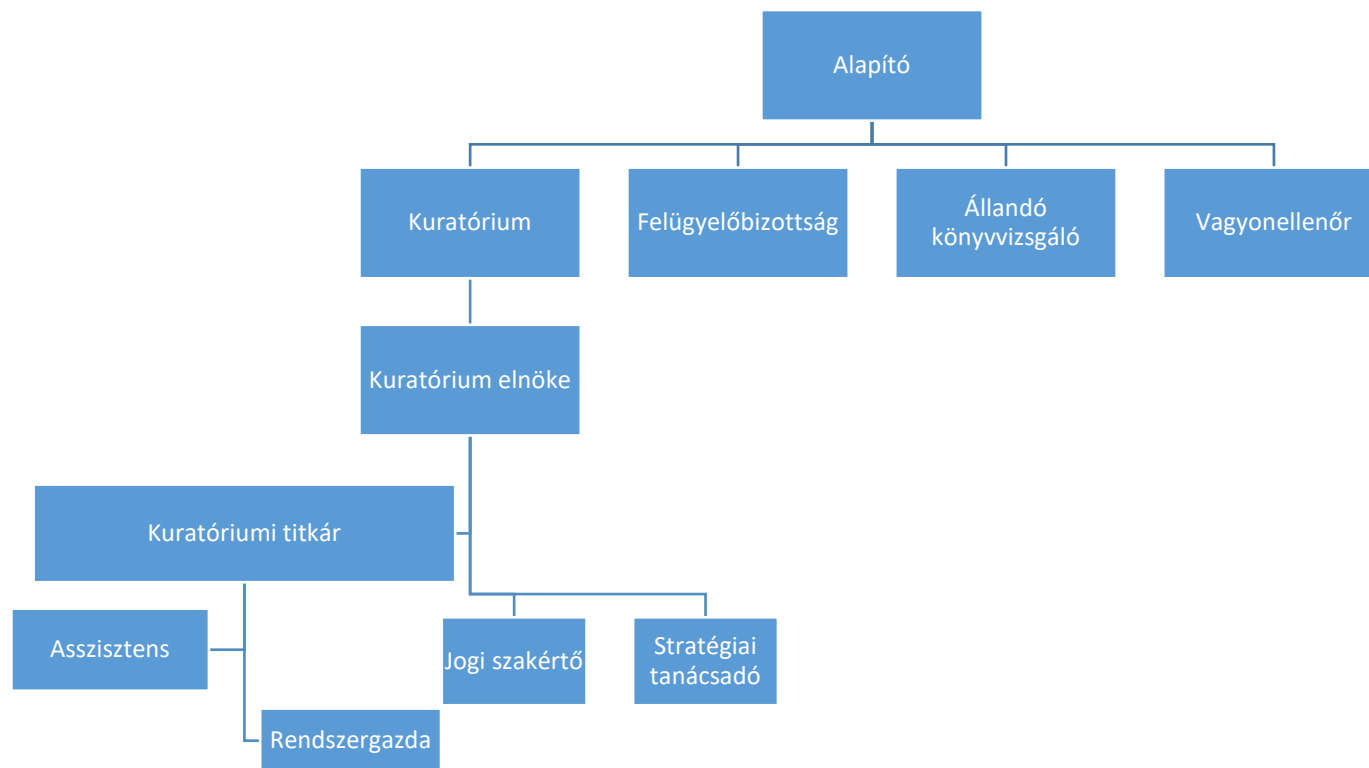 Alapító
Kuratórium
Felügyelőbizottság
Állandó
könyvvizsgáló
Vagyonellenőr
Kuratórium elnöke
Kuratóriumi titkár
Asszisztens
Jogi szakértő
Stratégiai
tanácsadó
Rendszergazda